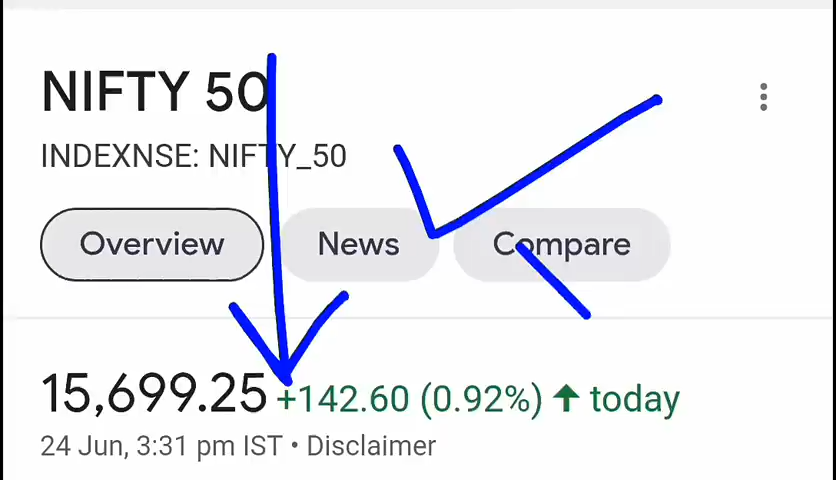 NIFTY 50
INDEXNSE: NIFTY_50
Overview News Compare
15,699.25 +142.60 (0.92%) ↑ today
24 Jun, 3:31 pm IST • Disclaimer